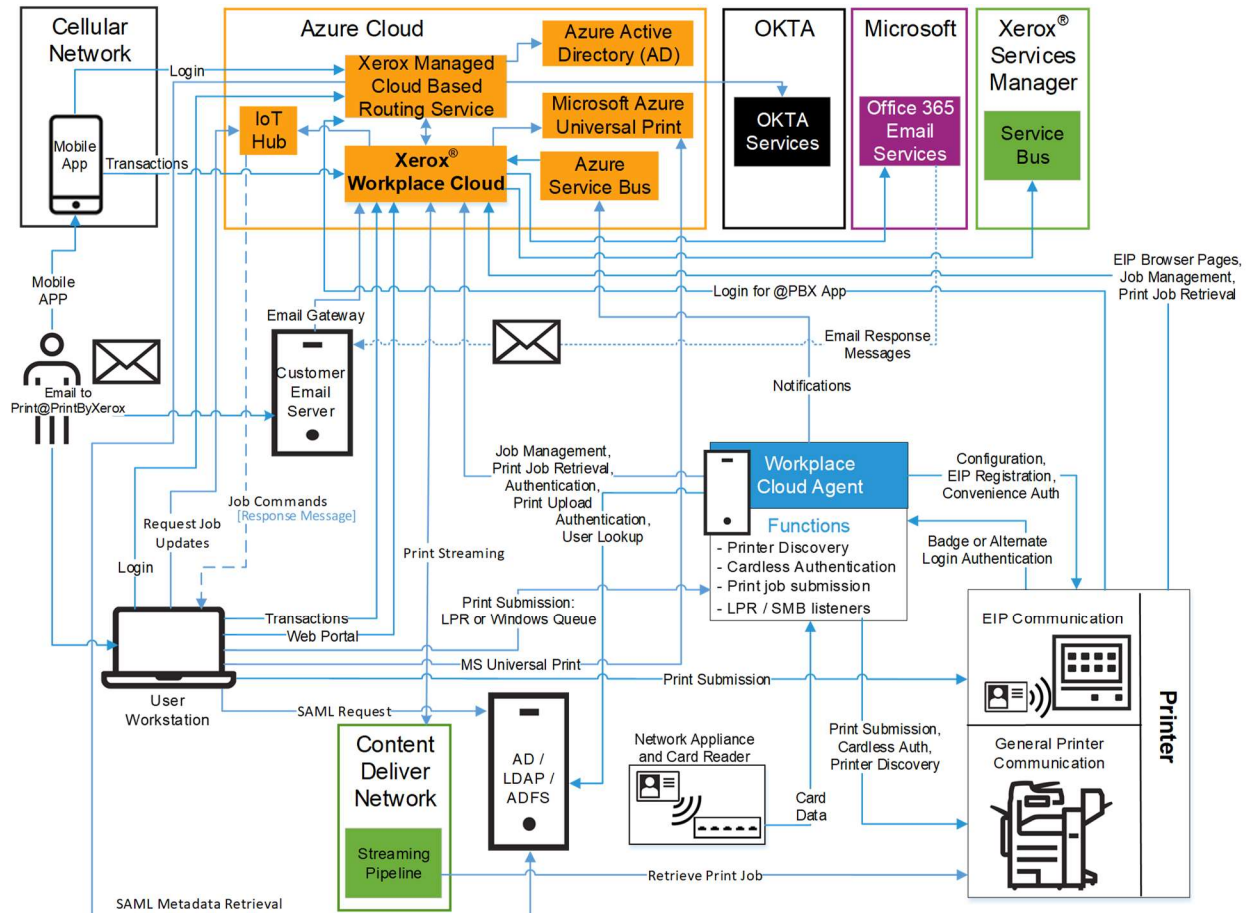 Cellular
Network
Azure Cloud
OKTA
Microsoft
Xerox®
Services
Manager
Login
Xerox Managed
Cloud Based
Routing Service
Azure Active
Directory (AD)
Microsoft Azure
Universal Print
IoT
Hub
OKTA
Services
Office 365
Email
Services
Service
Bus
Mobile
App
Transactions
Xerox®
Workplace Cloud
Azure
Service Bus
Mobile
APP
EIP Browser Pages,
Job Management,
Print Job Retrieval
Login for @PBX App
Email Gateway
Customer
Email
Server
Email Response
Messages
Email to
Print@PrintByXerox
Notifications
Job Management,
Print Job Retrieval,
Authentication,
Print Upload
Authentication,
User Lookup
Workplace
Cloud Agent
Functions
- Printer Discovery
- Cardless Authentication
- Print job submission
- LPR / SMB listeners
Configuration,
EIP Registration,
Convenience Auth
Badge or Alternate
Login Authentication
Job Commands
[Response Message]
Request Job
Updates
Login
Print Streaming
Transactions
Web Portal
Print Submission:
LPR or Windows Queue
MS Universal Print
Print Submission
EIP Communication
Printer
User
Workstation
SAML Request
Content
Deliver
Network
Streaming
Pipeline
AD /
LDAP /
ADFS
Network Appliance
and Card Reader
Card
Data
Print Submission,
Cardless Auth,
Printer Discovery
General Printer
Communication
Retrieve Print Job
SAML Metadata Retrieval